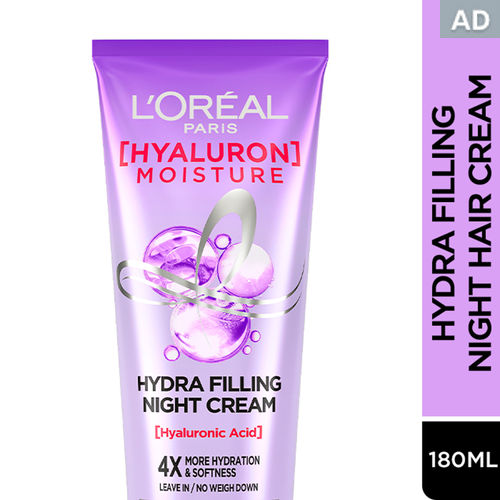 L'ORÉAL
PARIS
[HYALURON]
MOISTURE
HYDRA FILLING
NIGHT CREAM
[Hyaluronic Acid]
4X MORE HYDRATION
& SOFTNESS
LEAVE IN / NO WEIGH DOWN
AD
HYDRA FILLING
NIGHT HAIR CREAM
180ML